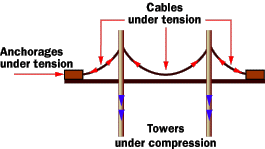 Cables
under tension
Anchorages
under tension
Towers
under compression